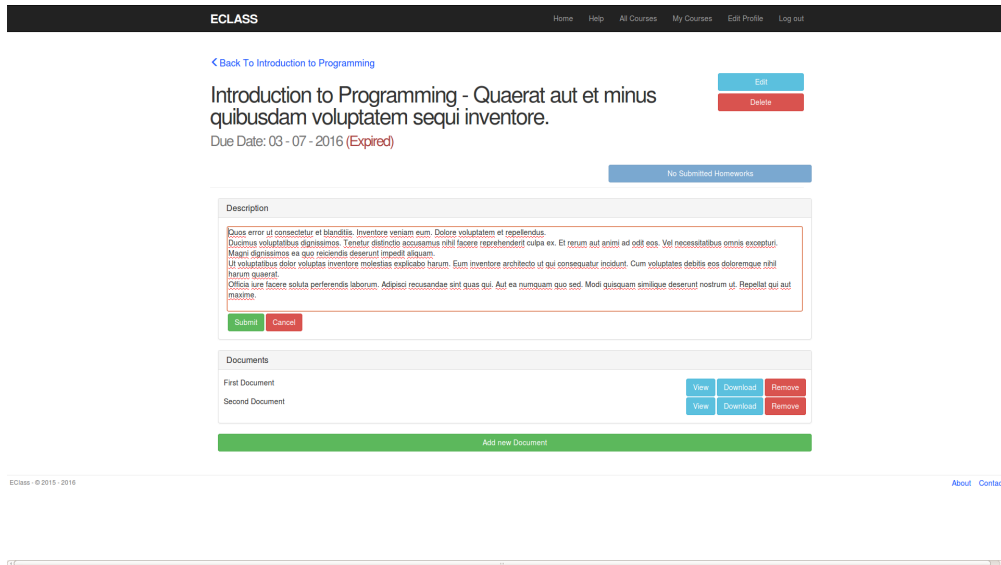 ECLASS Home Help All Courses My Courses Edit Profile Log out
Back To Introduction to Programming
Introduction to Programming - Quaerat aut et minus
quibusdam voluptatem sequi inventore.
Edit
Delete
Due Date: 03 - 07 - 2016 (Expired)
No Submitted Homeworks
Description
Quos error ut consectetur et blanditiis. Inventore veniam eum. Dolore voluptatem et repellendus.
Ducimus voluptatibus dignissimos. Tenetur distinctio accusamus nihil facere reprehenderit culpa ex. Et rerum aut animi ad odit eos. Vel necessitatibus omnis excepturi.
Magni dignissimos ea quo reiciendis deserunt impedit aliquam.
Ut voluptatibus dolor voluptas inventore molestias explicabo harum. Eum inventore architecto ut qui consequatur incidunt. Cum voluptates debitis eos doloremque nihil
harum quaerat.
Officia iure facere soluta perferendis laborum. Adipisci recusandae sint quas qui. Aut ea numquam quo sed. Modi quisquam similique deserunt nostrum ut. Repellat qui aut
maxime.
Submit Cancel
Documents
First Document View Download Remove
Second Document View Download Remove
Add new Document
EClass - © 2015 - 2016 About Contac